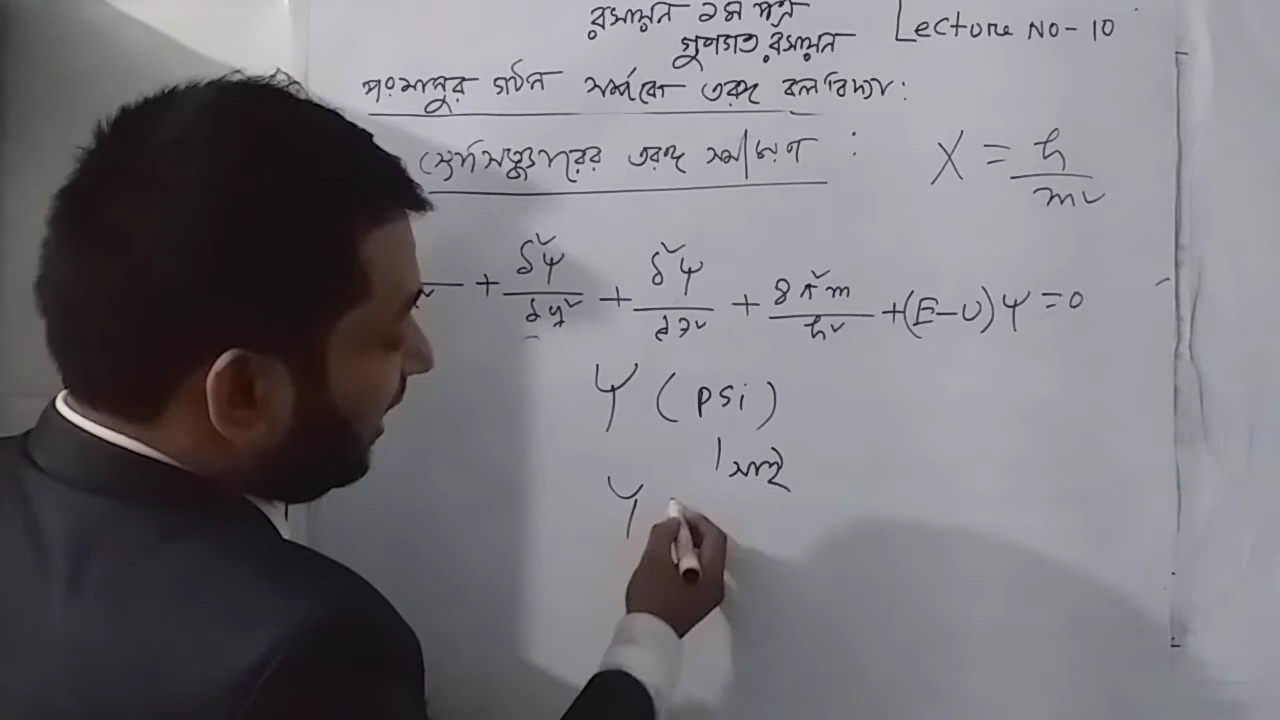 রসায়ন ১ম পত্র
Lecture No-10
গুণগত রসায়ন
পরমাণুর গঠন সম্পর্কে তরঙ্গ বলবিদ্যা:
তরঙ্গ সমীকরণ :
X = h/mv
+ δ²ψ/δy² + δ²ψ/δz² + 8π²m/h² +(E-U)ψ=0
Ψ (psi)
সাই
Ψ